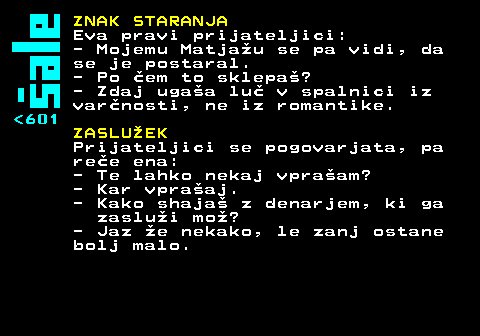 šale
<601
ZNAK STARANJA
Eva pravi prijateljici:
- Mojemu Matjažu se pa vidi, da
se je postaral.
- Po čem to sklepaš?
- Zdaj ugaša luč v spalnici iz
varčnosti, ne iz romantike.
ZASLUŽEK
Prijateljici se pogovarjata, pa
reče ena:
- Te lahko nekaj vprašam?
- Kar vprašaj.
- Kako shajaš z denarjem, ki ga
zasluži mož?
- Jaz že nekako, le zanj ostane
bolj malo.